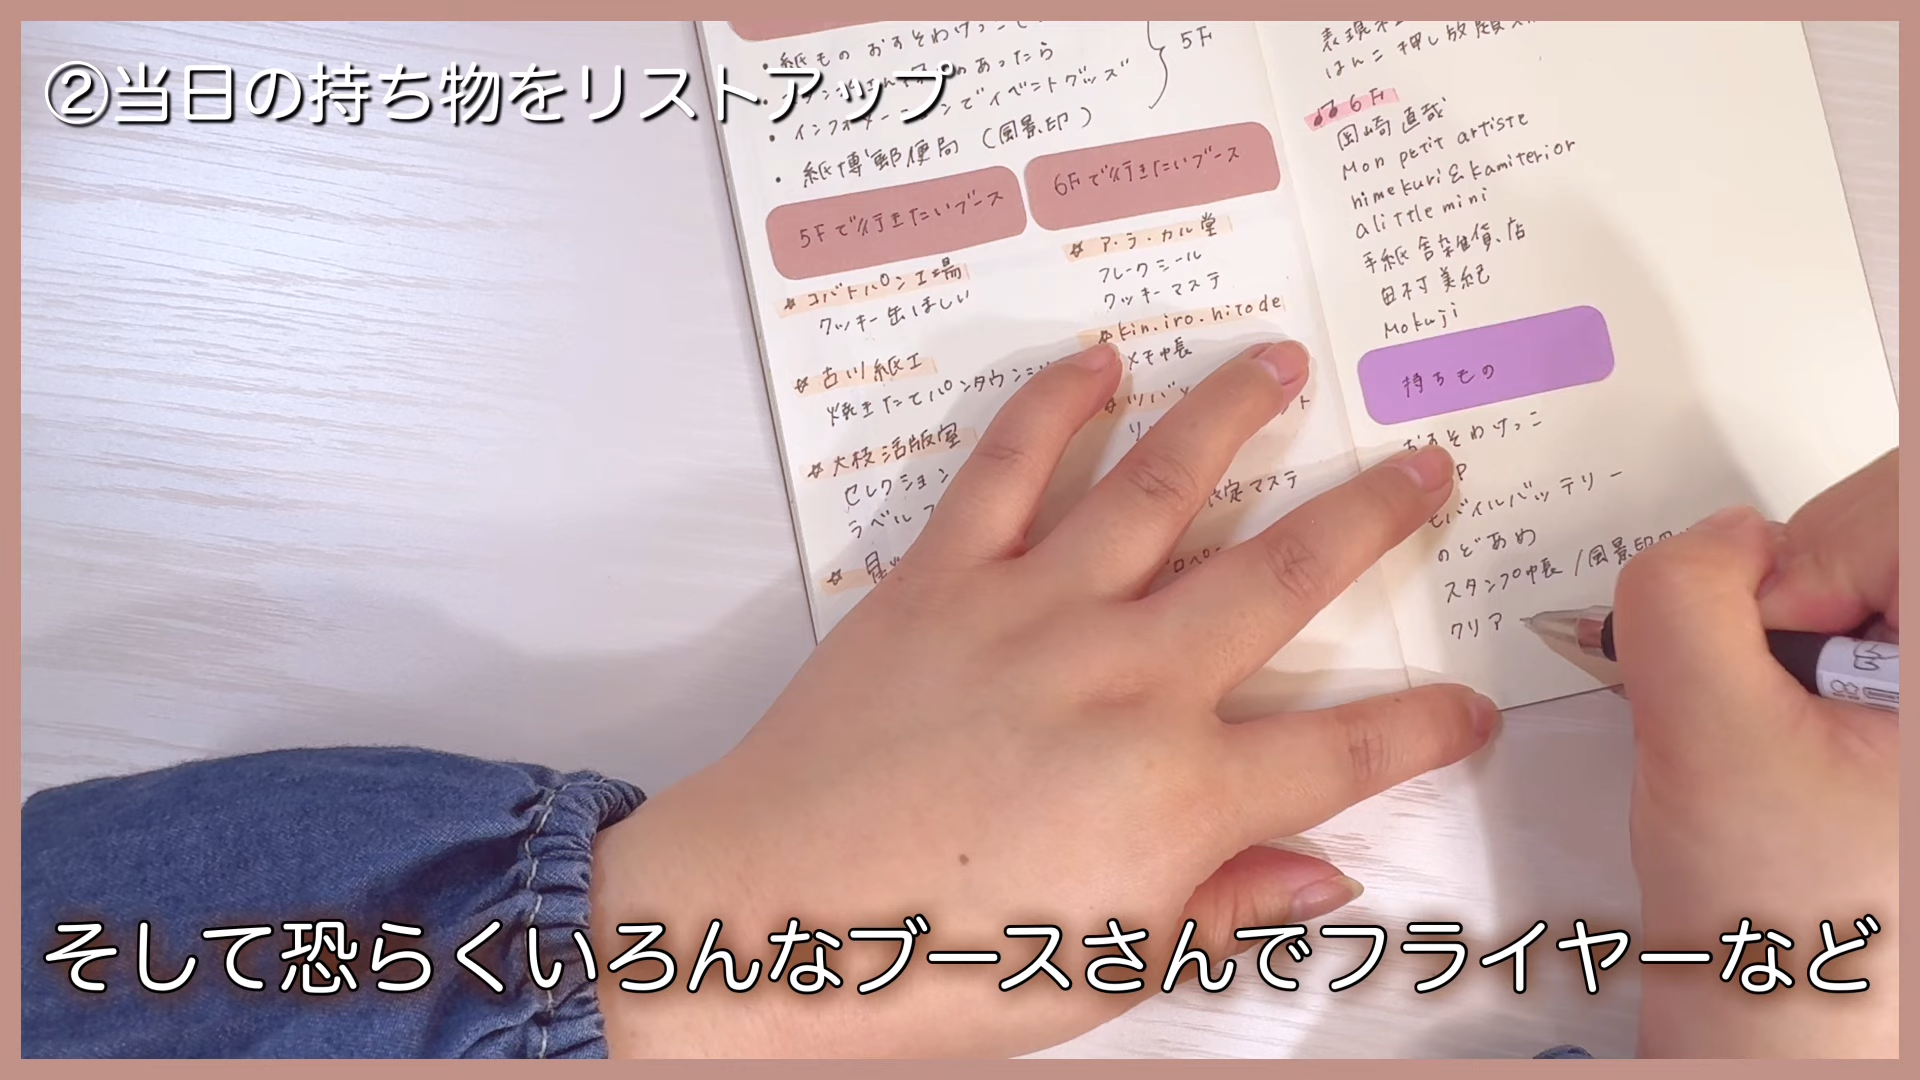 ②当日の持ち物をリストアップ
紙もの おすそわけっこ
あったら
インフォメーションでイベントグッズ
5F
・紙博郵便局 (風景印)
5Fで行きたいブース
6Fで行きたいブース
☆コバトパン工場
クッキー缶ほしい
☆古川紙工
焼きたてパンタウン
☆大枝活版室
セレクション
ラベル
☆
☆ア・ラ・カル堂
フレークシール
クッキーマステ
☆kin.iro.hitode
メモ帳
☆ツバメ
限定マステ
はんこ押し放題
6F
岡崎直哉
Mon petit artiste
himekuri & kamiterior
a little mini
手紙舎雑貨店
田村美紀
Mokuji
持ちもの
おすそわけっこ
モバイルバッテリー
のどあめ
スタンプ帳/風景印
クリア
そして恐らくいろんなブースさんでフライヤーなど